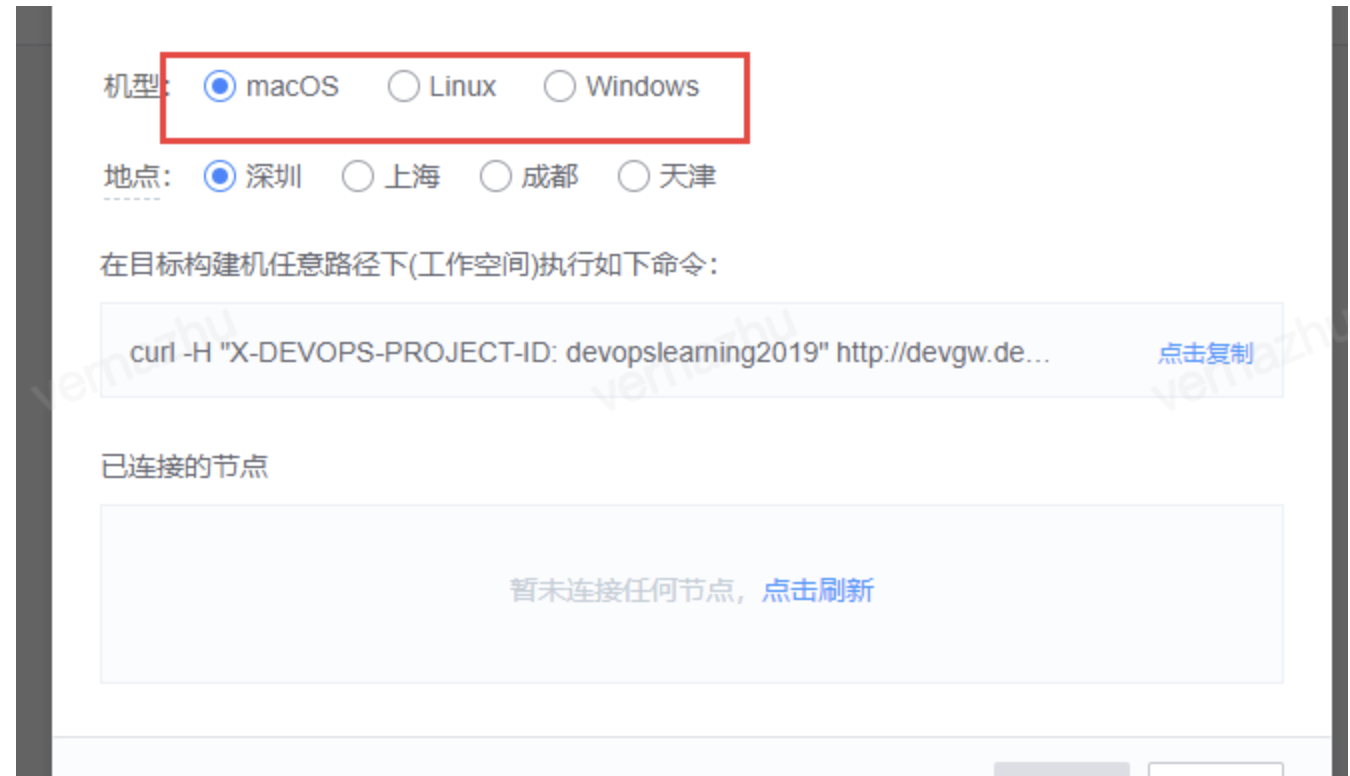 机型: macOS Linux Windows
地点: 深圳 上海 成都 天津
在目标构建机任意路径下(工作空间)执行如下命令:
curl -H "X-DEVOPS-PROJECT-ID: devopslearning2019" http://devgw.de... 点击复制
vernazhu vernazhu vernazhu
已连接的节点
暂未连接任何节点，点击刷新